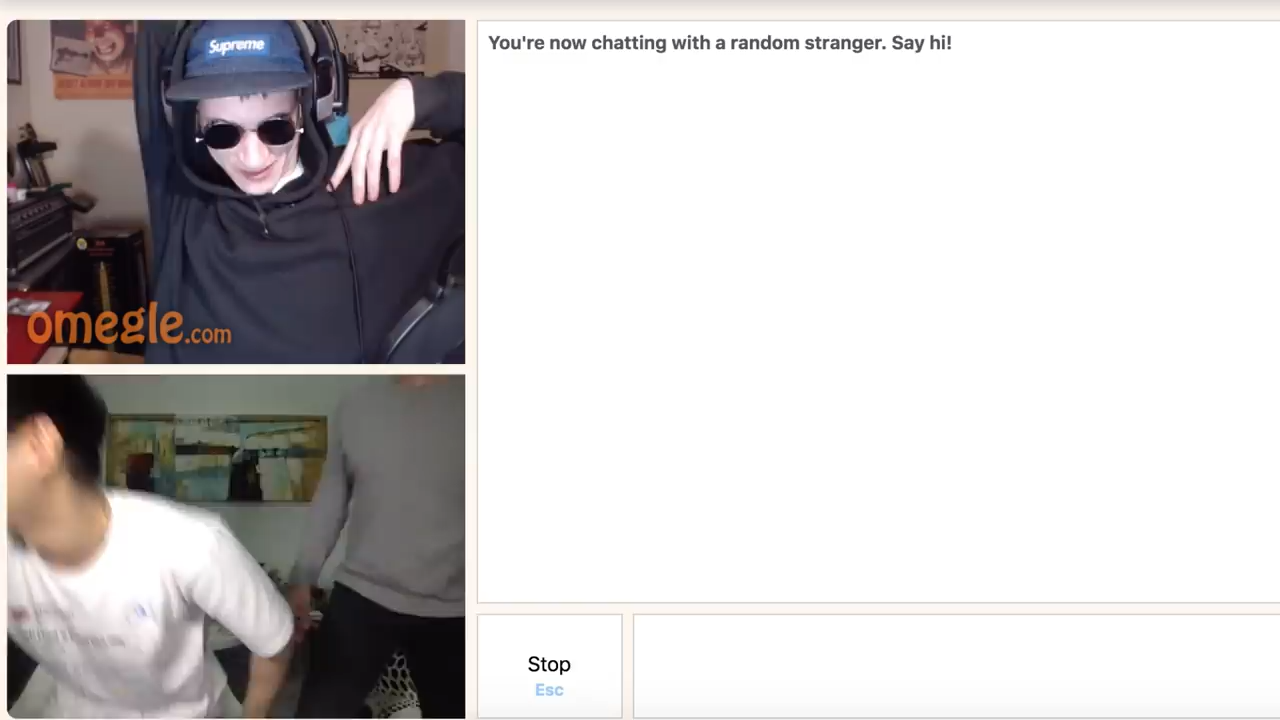 Supreme
omegle.com
You're now chatting with a random stranger. Say hi!
Stop
Esc